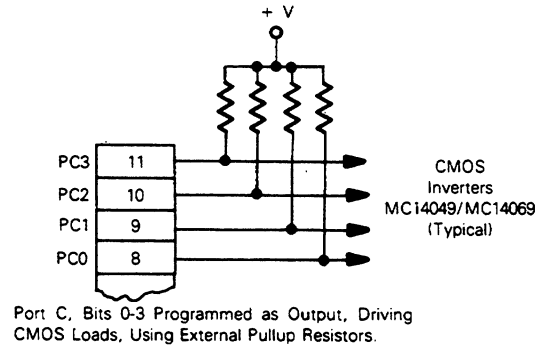 + V
PC3 11
PC2 10
PC1 9
PC0 8
CMOS
Inverters
MC14049/MC14069
(Typical)
Port C, Bits 0-3 Programmed as Output, Driving
CMOS Loads, Using External Pullup Resistors.